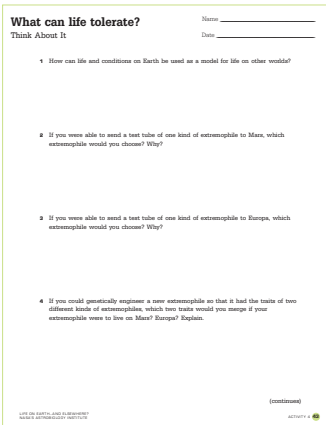 What can life tolerate?
Name
Think About It
Date
1 How can life and conditions on Earth be used as a model for life on other worlds?
2 If you were able to send a test tube of one kind of extremophile to Mars, which
extremophile would you choose? Why?
3 If you were able to send a test tube of one kind of extremophile to Europa, which
extremophile would you choose? Why?
4 If you could genetically engineer a new extremophile so that it had the traits of two
different kinds of extremophiles, which two traits would you merge if your
extremophile were to live on Mars? Europa? Explain.
(continues)
LIFE ON EARTH...AND ELSEWHERE?
NASA'S ASTROBIOLOGY INSTITUTE
ACTIVITY 4